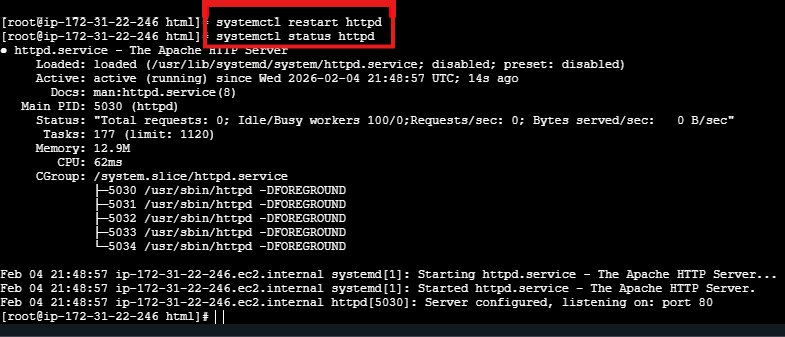 [root@ip-172-31-22-246 html]# systemctl restart httpd
[root@ip-172-31-22-246 html]# systemctl status httpd
● httpd.service - The Apache HTTP Server
Loaded: loaded (/usr/lib/systemd/system/httpd.service; disabled; preset: disabled)
Active: active (running) since Wed 2026-02-04 21:48:57 UTC; 14s ago
Docs: man:httpd.service(8)
Main PID: 5030 (httpd)
Status: "Total requests: 0; Idle/Busy workers 100/0;Requests/sec: 0; Bytes served/sec:   0 B/sec"
Tasks: 177 (limit: 1120)
Memory: 12.9M
CPU: 62ms
CGroup: /system.slice/httpd.service
├─5030 /usr/sbin/httpd -DFOREGROUND
├─5031 /usr/sbin/httpd -DFOREGROUND
├─5032 /usr/sbin/httpd -DFOREGROUND
├─5033 /usr/sbin/httpd -DFOREGROUND
└─5034 /usr/sbin/httpd -DFOREGROUND
Feb 04 21:48:57 ip-172-31-22-246.ec2.internal systemd[1]: Starting httpd.service - The Apache HTTP Server...
Feb 04 21:48:57 ip-172-31-22-246.ec2.internal systemd[1]: Started httpd.service - The Apache HTTP Server.
Feb 04 21:48:57 ip-172-31-22-246.ec2.internal httpd[5030]: Server configured, listening on: port 80
[root@ip-172-31-22-246 html]#